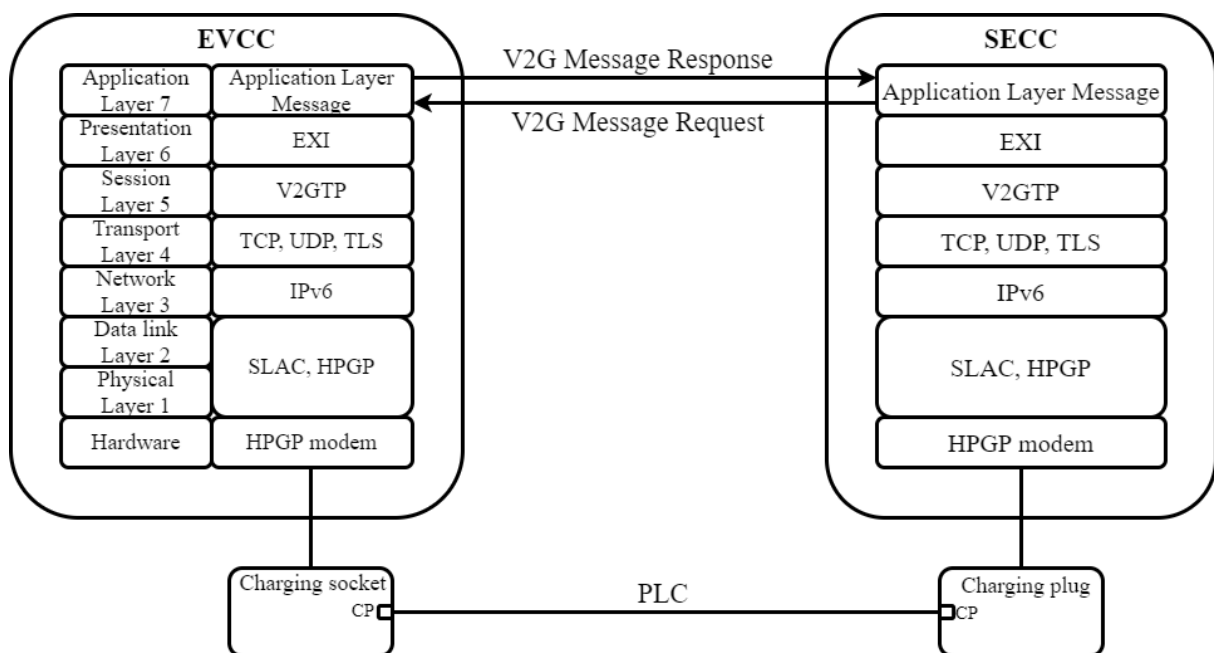 EVCC
SECC
V2G Message Response
V2G Message Request
Application
Layer 7
Application Layer
Message
Application Layer Message
Presentation
Layer 6
EXI
EXI
Session
Layer 5
V2GTP
V2GTP
Transport
Layer 4
TCP, UDP, TLS
TCP, UDP, TLS
Network
Layer 3
IPv6
IPv6
Data link
Layer 2
SLAC, HPGP
SLAC, HPGP
Physical
Layer 1
Hardware
HPGP modem
HPGP modem
Charging socket
CP
PLC
Charging plug
CP